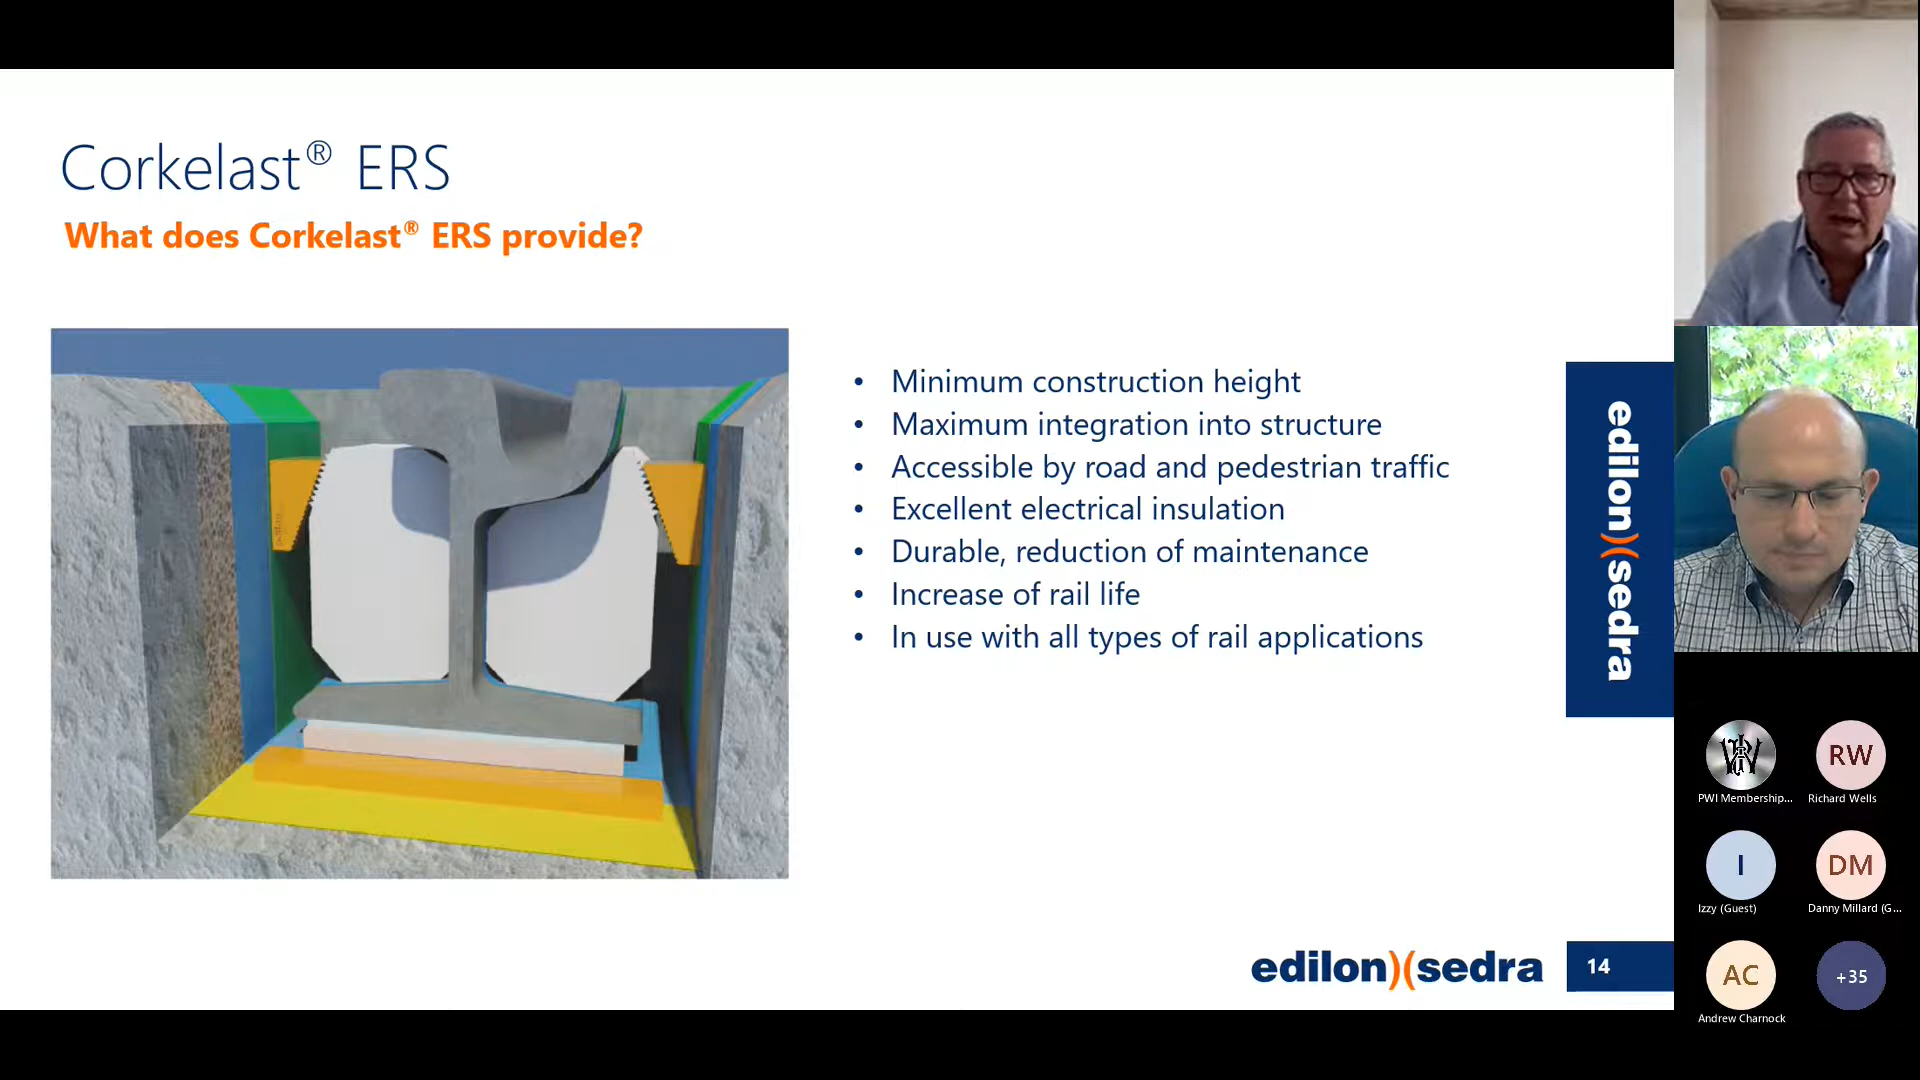 Corkelast® ERS
What does Corkelast® ERS provide?
• Minimum construction height
• Maximum integration into structure
• Accessible by road and pedestrian traffic
• Excellent electrical insulation
• Durable, reduction of maintenance
• Increase of rail life
• In use with all types of rail applications
edilon)(sedra
edilon)(sedra
14
PWI Membership...
RW
Richard Wells
I
Izzy (Guest)
DM
Danny Millard (G...
AC
Andrew Charnock
+35